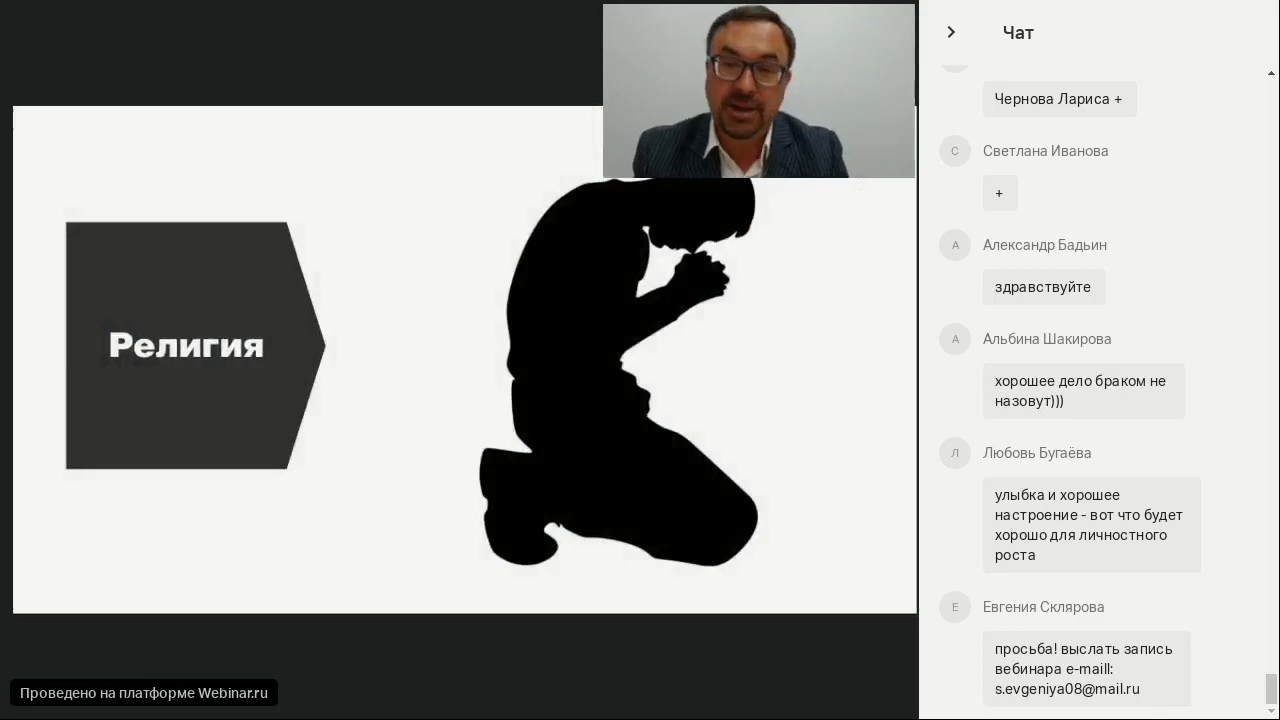 Религия
Проведено на платформе Webinar.ru
Чат
Чернова Лариса +
С
Светлана Иванова
+
А
Александр Бадьин
здравствуйте
А
Альбина Шакирова
хорошее дело браком не
назовут)))
Л
Любовь Бугаёва
улыбка и хорошее
настроение - вот что будет
хорошо для личностного
роста
Е
Евгения Склярова
просьба! выслать запись
вебинара e-maill:
s.evgeniya08@mail.ru